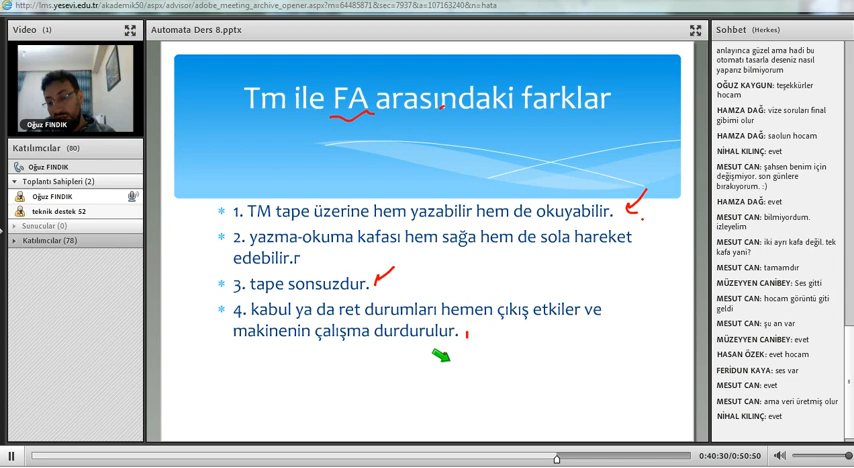 http://lms.yesevi.edu.tr/akademik50/aspx/advisor/adobe_meeting_archive_opener.aspx?m=64485871&sec=7937&a=107163240&n=hata
Video (1)
Oğuz FINDIK
Katılımcılar (80)
Oğuz FINDIK
Toplantı Sahipleri (2)
Oğuz FINDIK
teknik destek 52
Sunucular (0)
Katılımcılar (78)
Automata Ders 8.pptx
Tm ile FA arasındaki farklar
1. TM tape üzerine hem yazabilir hem de okuyabilir.
2. yazma-okuma kafası hem sağa hem de sola hareket
edebilir.r
3. tape sonsuzdur.
4. kabul ya da ret durumları hemen çıkış etkiler ve
makinenin çalışma durdurulur.
Sohbet (Herkes)
anlayınca güzel ama hadi bu
otomatı tasarla deseniz nasıl
yaparız bilmiyorum
OĞUZ KAYGUN: teşekkürler
hocam
HAMZA DAĞ: vize soruları final
gibimi olur
HAMZA DAĞ: saolun hocam
NİHAL KILINÇ: evet
MESUT CAN: şahsen benim için
değişmiyor. son günlere
bırakıyorum. :)
HAMZA DAĞ: evet
MESUT CAN: bilmiyordum.
izleyelim
MESUT CAN: iki ayrı kafa değil. tek
kafa yani?
MESUT CAN: tamamdır
MÜZEYYEN CANİBEY: Ses gitti
MESUT CAN: hocam görüntü giti
geldi
MESUT CAN: şu an var
MÜZEYYEN CANİBEY: evet
HASAN ÖZEK: evet hocam
FERİDUN KAYA: ses var
MESUT CAN: evet
MESUT CAN: ama veri üretmiş olur
NİHAL KILINÇ: evet
0:40:30/0:50:50